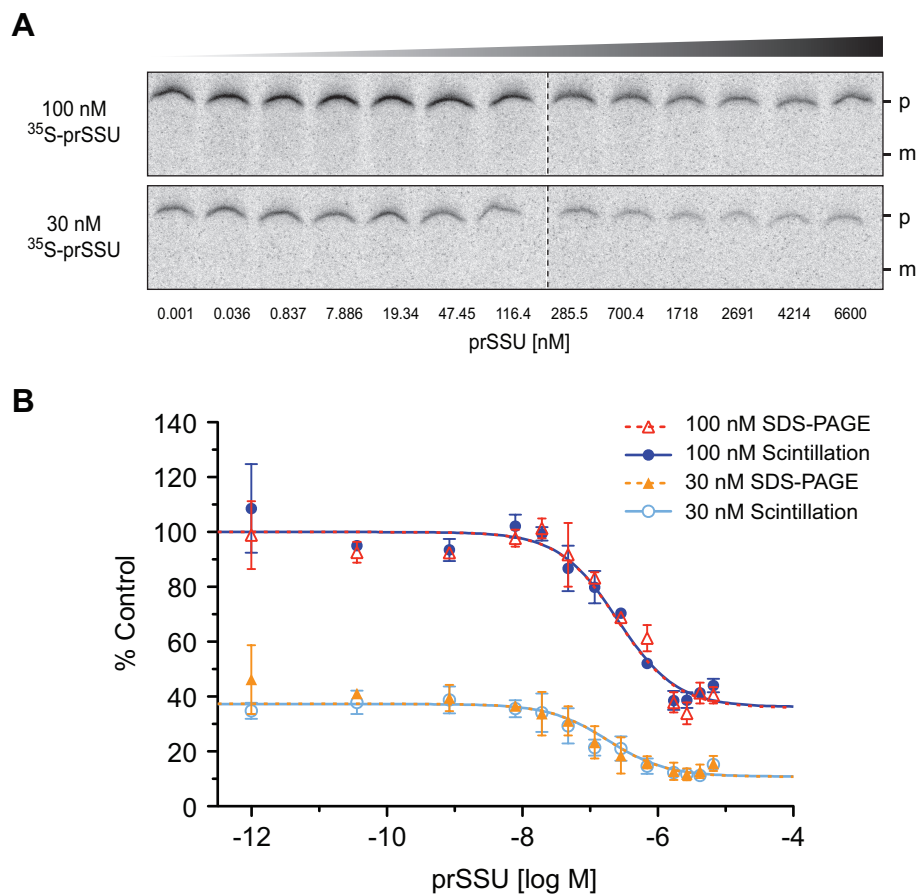 A
100 nM
³⁵S-prSSU
p
m
30 nM
³⁵S-prSSU
p
m
0.001 0.036 0.837 7.886 19.34 47.45 116.4 285.5 700.4 1718 2691 4214 6600
prSSU [nM]
B
140
120
100
80
60
40
20
0
% Control
100 nM SDS-PAGE
100 nM Scintillation
30 nM SDS-PAGE
30 nM Scintillation
-12 -10 -8 -6 -4
prSSU [log M]